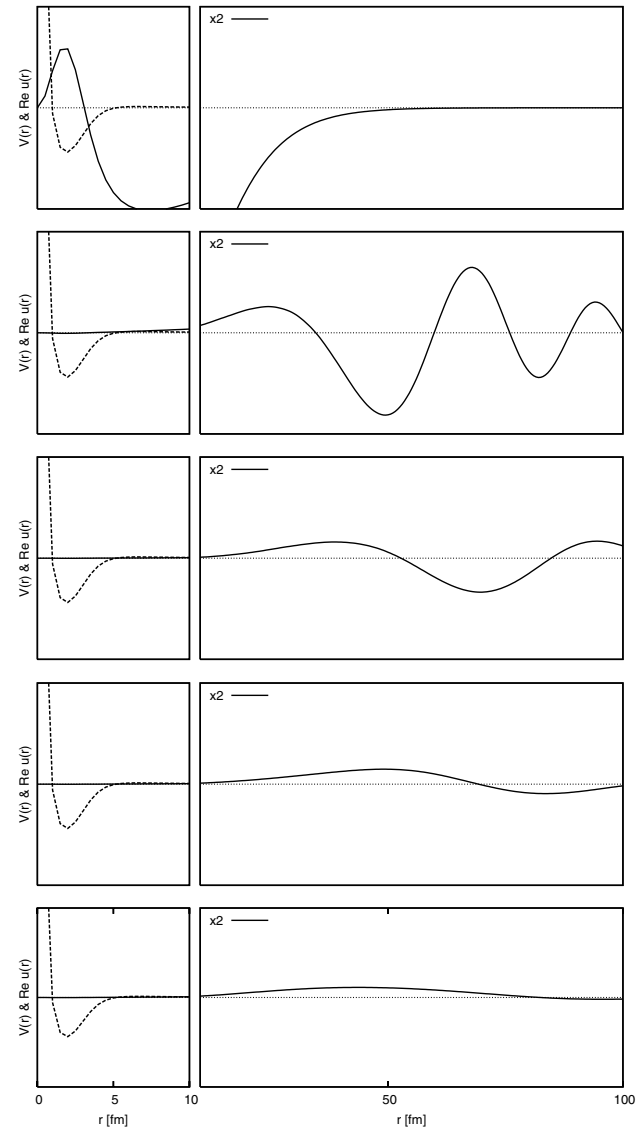 x2
V(r) & Re u(r)
x2
V(r) & Re u(r)
x2
V(r) & Re u(r)
x2
V(r) & Re u(r)
x2
V(r) & Re u(r)
0 5 10 50 100
r [fm] r [fm]